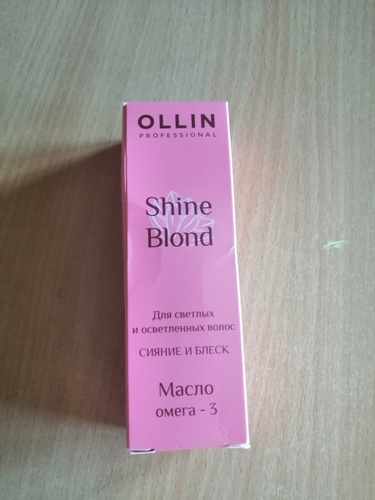 OLLIN
PROFESSIONAL
Shine
Blond
Для светлых
и осветленных волос
СИЯНИЕ И БЛЕСК
Масло
омега - 3